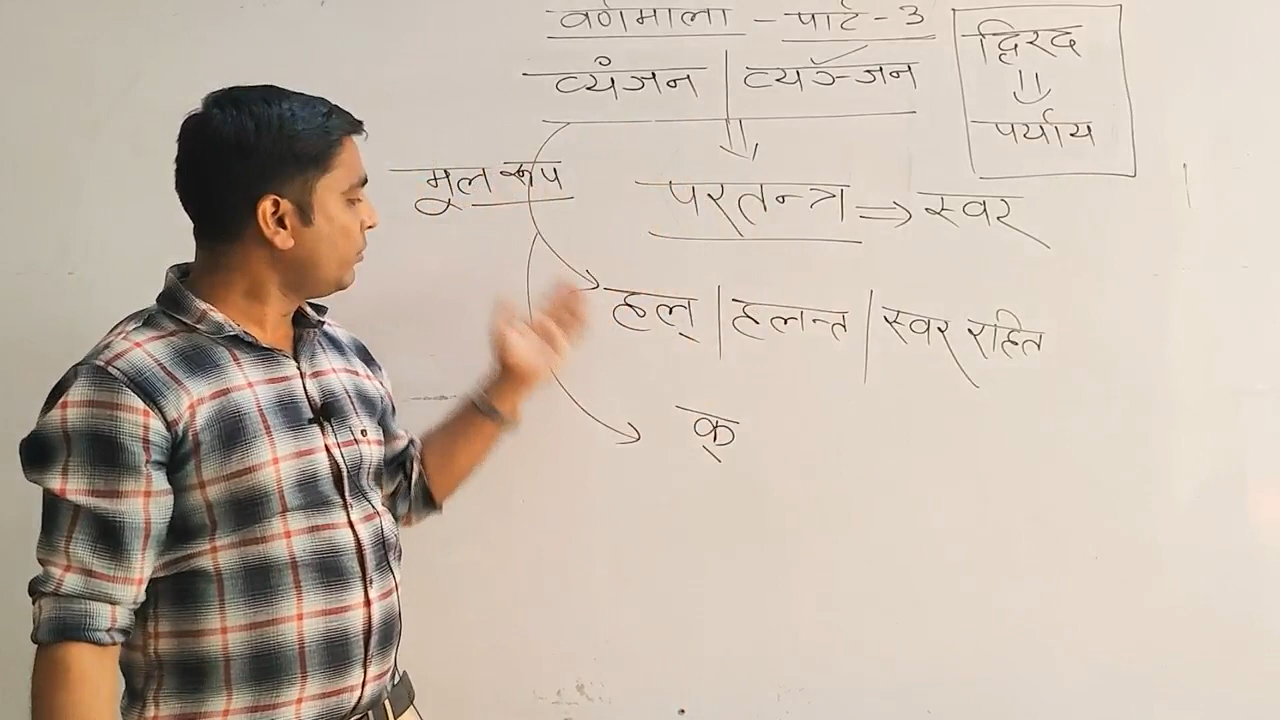 वर्णमाला - पार्ट - 3
व्यंजन | व्यञ्जन
द्विरद
पर्याय
मूल रूप
परतन्त्र ⇒ स्वर
हल् | हलन्त | स्वर रहित
क्